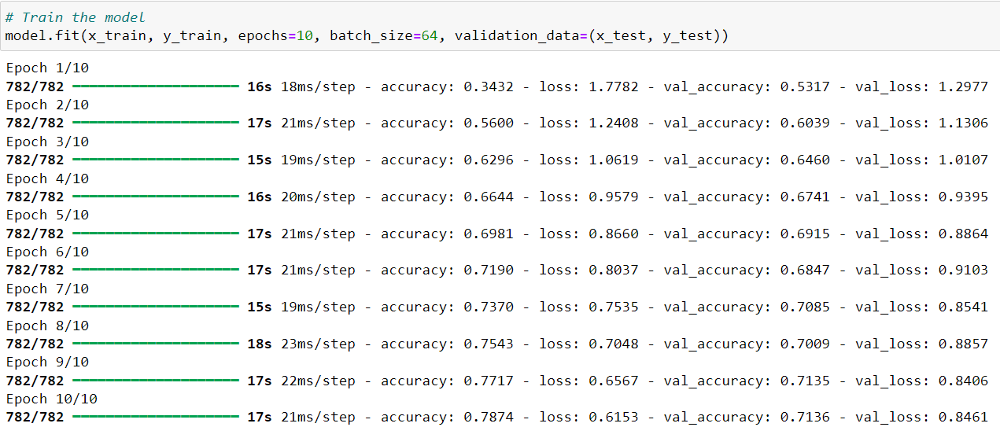 # Train the model
model.fit(x_train, y_train, epochs=10, batch_size=64, validation_data=(x_test, y_test))
Epoch 1/10
782/782 ━━━━━━━━━━━━━━━━━━━━ 16s 18ms/step - accuracy: 0.3432 - loss: 1.7782 - val_accuracy: 0.5317 - val_loss: 1.2977
Epoch 2/10
782/782 ━━━━━━━━━━━━━━━━━━━━ 17s 21ms/step - accuracy: 0.5600 - loss: 1.2408 - val_accuracy: 0.6039 - val_loss: 1.1306
Epoch 3/10
782/782 ━━━━━━━━━━━━━━━━━━━━ 15s 19ms/step - accuracy: 0.6296 - loss: 1.0619 - val_accuracy: 0.6460 - val_loss: 1.0107
Epoch 4/10
782/782 ━━━━━━━━━━━━━━━━━━━━ 16s 20ms/step - accuracy: 0.6644 - loss: 0.9579 - val_accuracy: 0.6741 - val_loss: 0.9395
Epoch 5/10
782/782 ━━━━━━━━━━━━━━━━━━━━ 17s 21ms/step - accuracy: 0.6981 - loss: 0.8660 - val_accuracy: 0.6915 - val_loss: 0.8864
Epoch 6/10
782/782 ━━━━━━━━━━━━━━━━━━━━ 17s 21ms/step - accuracy: 0.7190 - loss: 0.8037 - val_accuracy: 0.6847 - val_loss: 0.9103
Epoch 7/10
782/782 ━━━━━━━━━━━━━━━━━━━━ 15s 19ms/step - accuracy: 0.7370 - loss: 0.7535 - val_accuracy: 0.7085 - val_loss: 0.8541
Epoch 8/10
782/782 ━━━━━━━━━━━━━━━━━━━━ 18s 23ms/step - accuracy: 0.7543 - loss: 0.7048 - val_accuracy: 0.7009 - val_loss: 0.8857
Epoch 9/10
782/782 ━━━━━━━━━━━━━━━━━━━━ 17s 22ms/step - accuracy: 0.7717 - loss: 0.6567 - val_accuracy: 0.7135 - val_loss: 0.8406
Epoch 10/10
782/782 ━━━━━━━━━━━━━━━━━━━━ 17s 21ms/step - accuracy: 0.7874 - loss: 0.6153 - val_accuracy: 0.7136 - val_loss: 0.8461